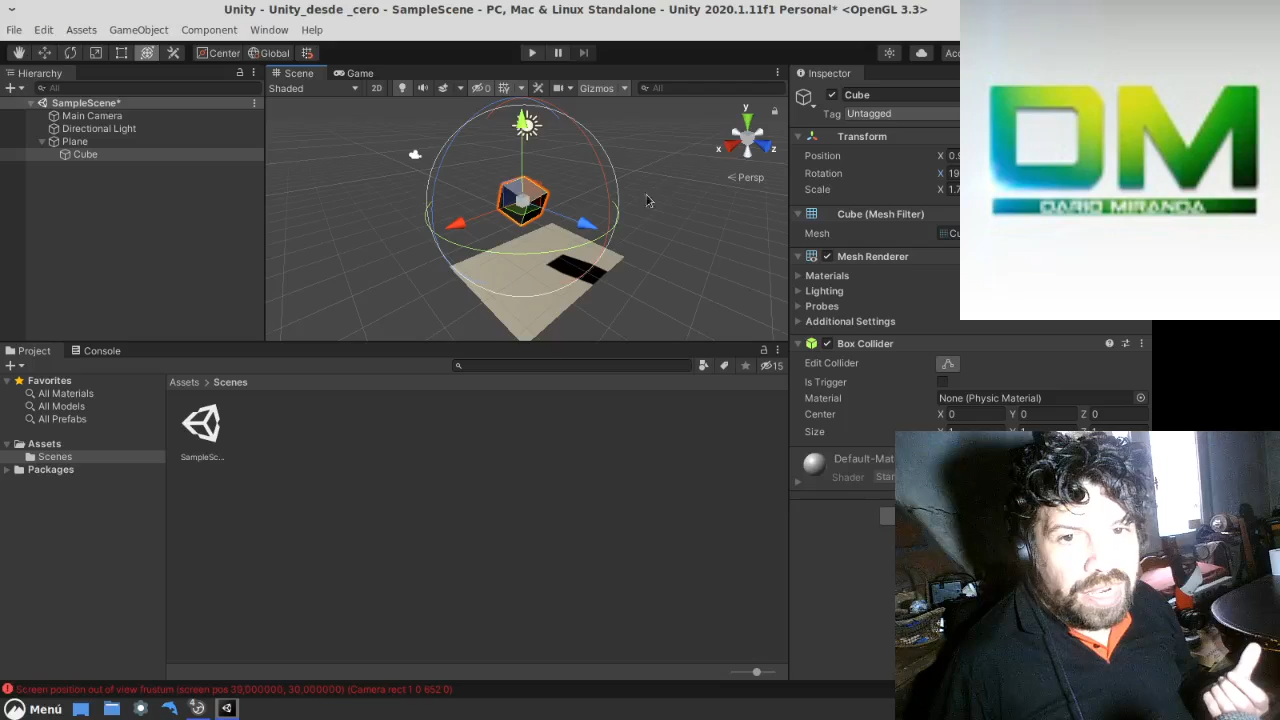 Unity - Unity_desde _cero - SampleScene - PC, Mac & Linux Standalone - Unity 2020.1.11f1 Personal* <OpenGL 3.3>
File Edit Assets GameObject Component Window Help
Center Global
Hierarchy
All
SampleScene*
Main Camera
Directional Light
Plane
Cube
Scene Game
Shaded 2D 0 Gizmos All
y
x z
Persp
Inspector
Cube
Tag Untagged
Transform
Position X
Rotation X
Scale X
Cube (Mesh Filter)
Mesh
Mesh Renderer
Materials
Lighting
Probes
Additional Settings
Box Collider
Edit Collider
Is Trigger
Material None (Physic Material)
Center X 0 Y 0 Z 0
Size
Shader
DM
DARIO MIRANDA
Project Console
15
Favorites
All Materials
All Models
All Prefabs
Assets
Scenes
Packages
Assets > Scenes
SampleSc...
Screen position out of view frustum (screen pos 39,000000, 30,000000) (Camera rect 1 0 652 0)
Menú